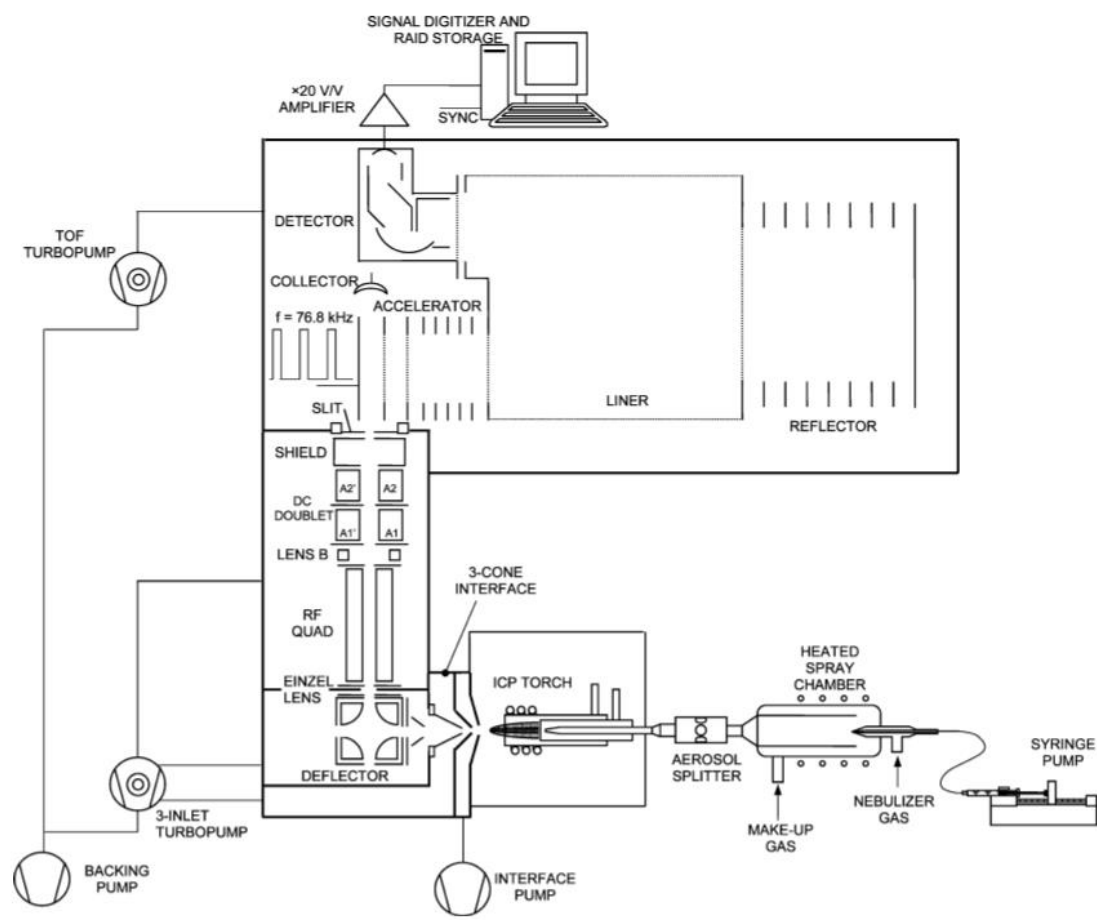 SIGNAL DIGITIZER AND
RAID STORAGE
×20 V/V
AMPLIFIER
SYNC
DETECTOR
TOF
TURBOPUMP
COLLECTOR
ACCELERATOR
f = 76.8 kHz
LINER
REFLECTOR
SLIT
SHIELD
A2' A2
DC
DOUBLET
A1' A1
LENS B
3-CONE
INTERFACE
RF
QUAD
HEATED
SPRAY
CHAMBER
EINZEL
LENS
ICP TORCH
DEFLECTOR
AEROSOL
SPLITTER
SYRINGE
PUMP
3-INLET
TURBOPUMP
NEBULIZER
GAS
MAKE-UP
GAS
BACKING
PUMP
INTERFACE
PUMP